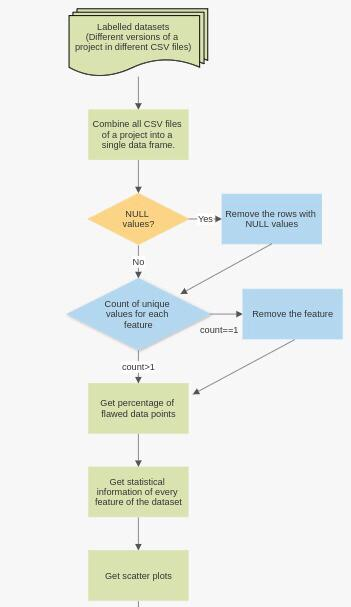 Labelled datasets
(Different versions of a
project in different CSV files)
Combine all CSV files
of a project into a
single data frame.
NULL
values?
Yes
Remove the rows with
NULL values
No
Count of unique
values for each
feature
count==1
Remove the feature
count>1
Get percentage of
flawed data points
Get statistical
information of every
feature of the dataset
Get scatter plots